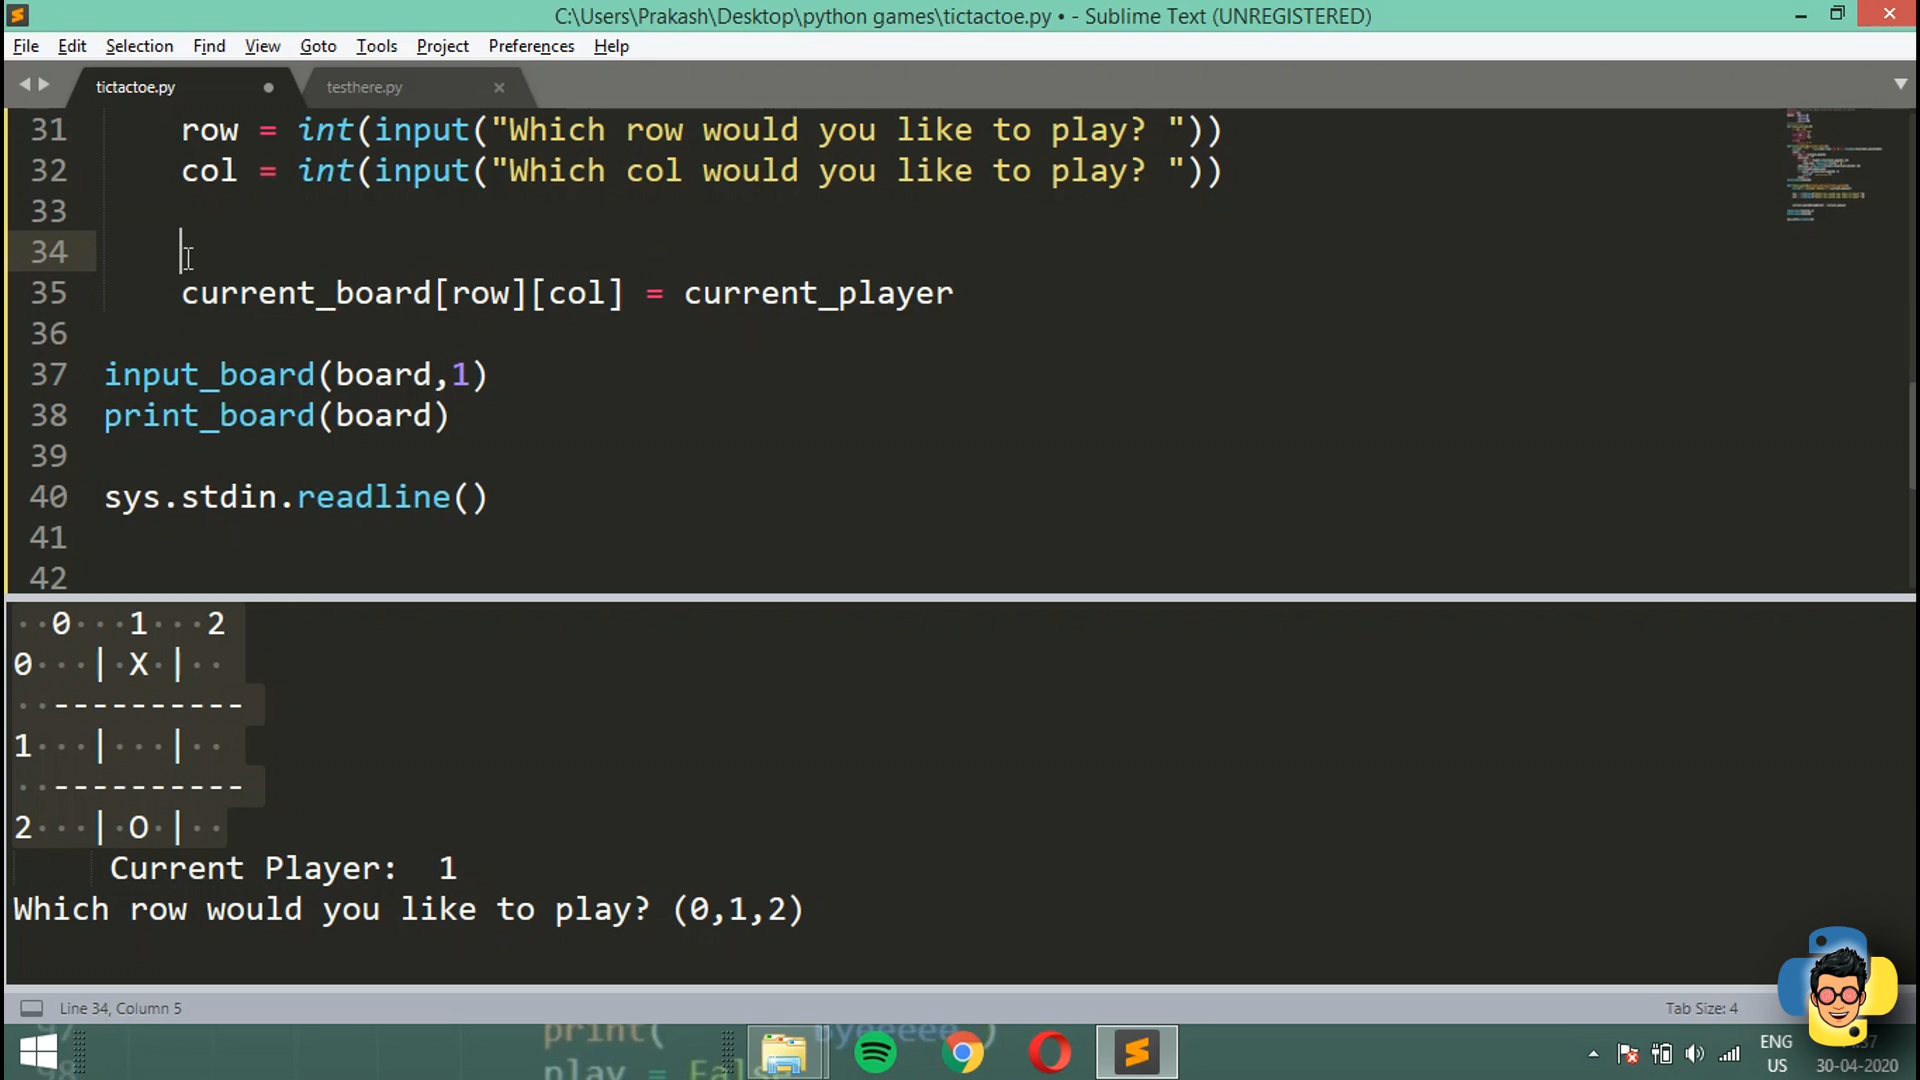 C:\Users\Prakash\Desktop\python games\tictactoe.py • - Sublime Text (UNREGISTERED)
File Edit Selection Find View Goto Tools Project Preferences Help
tictactoe.py testhere.py
31 row = int(input("Which row would you like to play? "))
32 col = int(input("Which col would you like to play? "))
33
34
35 current_board[row][col] = current_player
36
37 input_board(board,1)
38 print_board(board)
39
40 sys.stdin.readline()
41
42
··0···1···2
0···|·X·|··
··----------
1···|···|··
··----------
2···|·O·|··
Current Player:  1
Which row would you like to play? (0,1,2)
Line 34, Column 5 Tab Size: 4
print(
play = Fal
ENG
US 30-04-2020